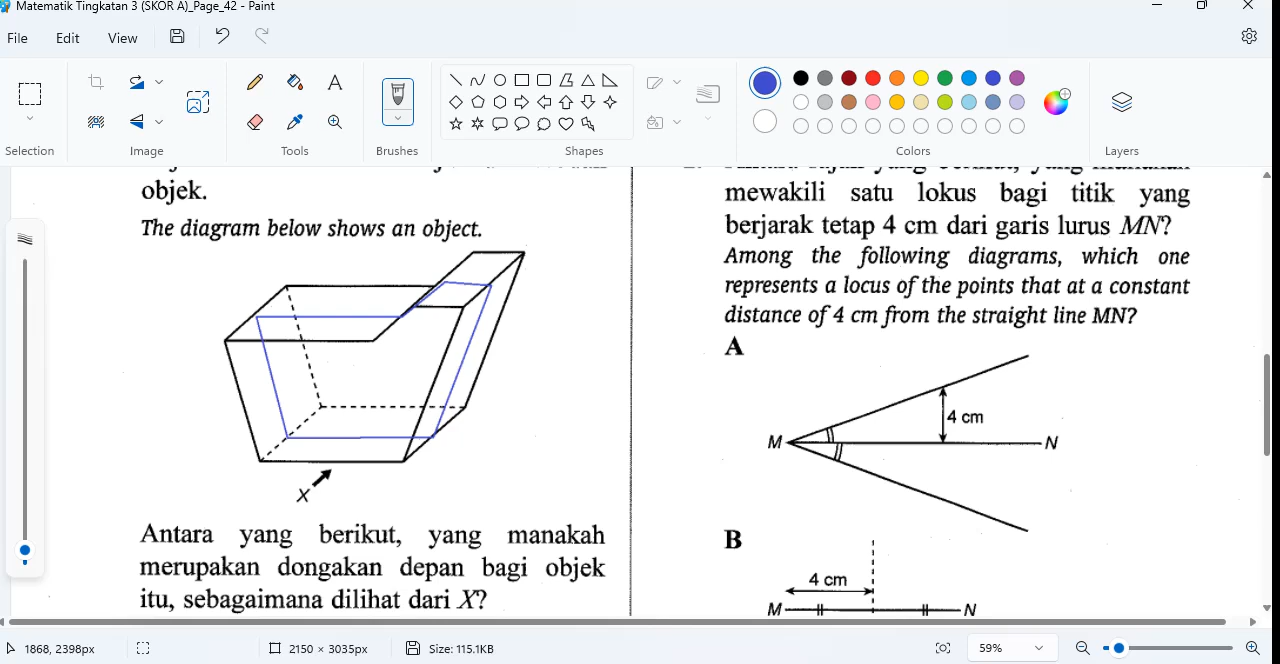 Matematik Tingkatan 3 (SKOR A)_Page_42 - Paint
File Edit View
A
Selection Image Tools Brushes Shapes Colors Layers
objek.
The diagram below shows an object.
X
Antara yang berikut, yang manakah
merupakan dongakan depan bagi objek
itu, sebagaimana dilihat dari X?
mewakili satu lokus bagi titik yang
berjarak tetap 4 cm dari garis lurus MN?
Among the following diagrams, which one
represents a locus of the points that at a constant
distance of 4 cm from the straight line MN?
A
4 cm
M N
B
4 cm
M N
1868, 2398px 2150 × 3035px Size: 115.1KB 59%